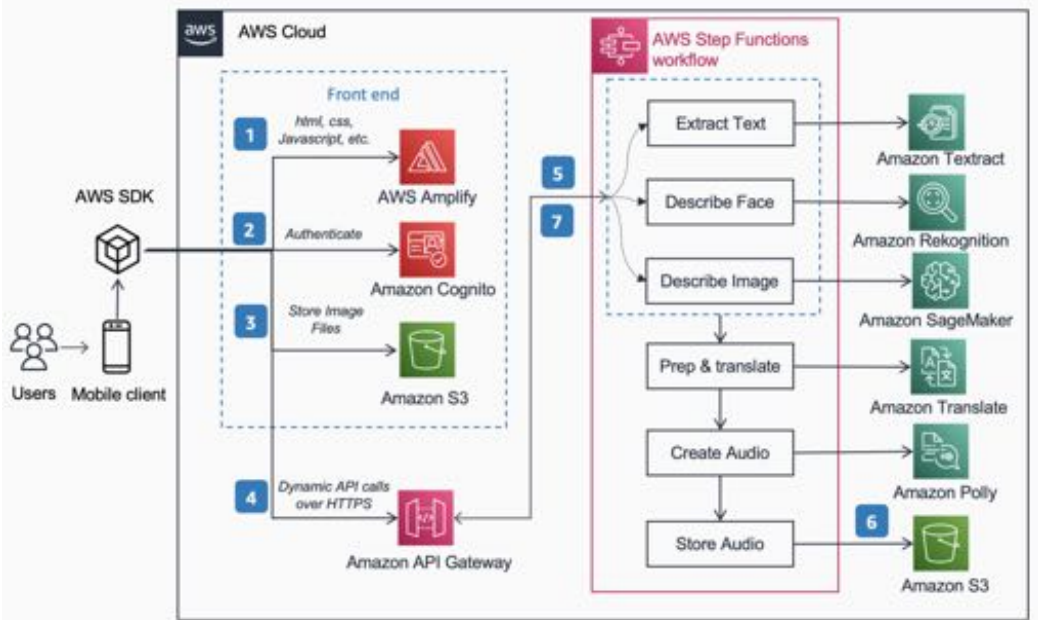 aws
AWS Cloud
Front end
1
html, css,
Javascript, etc.
AWS Amplify
AWS SDK
2
Authenticate
Amazon Cognito
3
Store Image
Files
Amazon S3
Users
Mobile client
4
Dynamic API calls
over HTTPS
Amazon API Gateway
5
7
AWS Step Functions
workflow
Extract Text
Amazon Textract
Describe Face
Amazon Rekognition
Describe Image
Amazon SageMaker
Prep & translate
A
文
Amazon Translate
Create Audio
Amazon Polly
Store Audio
6
Amazon S3